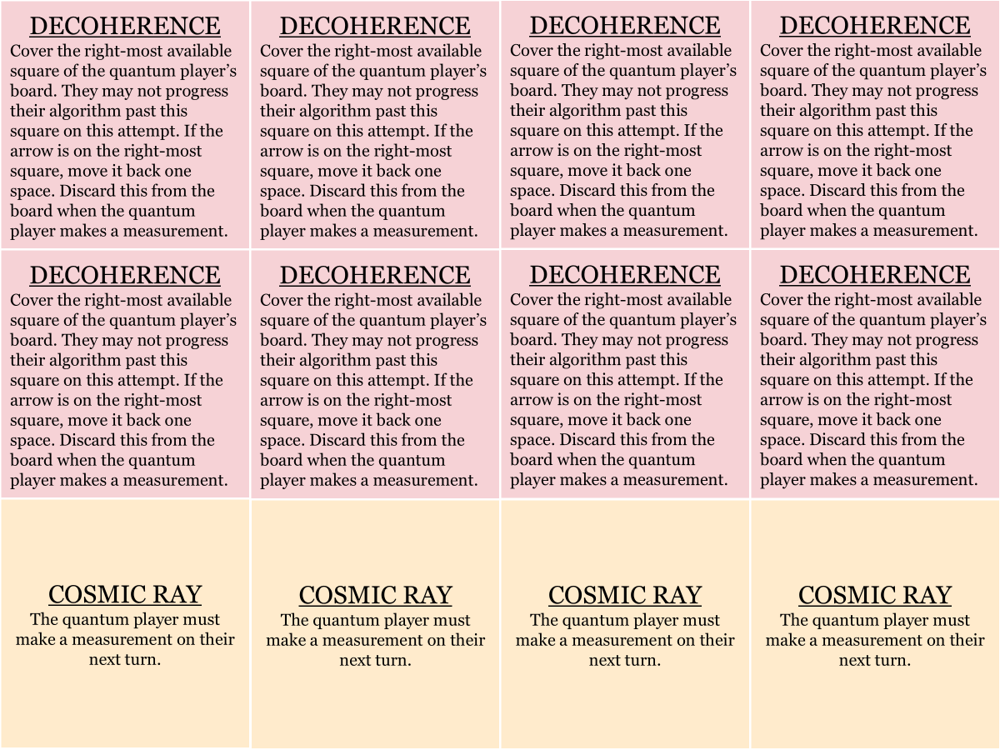 DECOHERENCE
Cover the right-most available
square of the quantum player’s
board. They may not progress
their algorithm past this
square on this attempt. If the
arrow is on the right-most
square, move it back one
space. Discard this from the
board when the quantum
player makes a measurement.
DECOHERENCE
Cover the right-most available
square of the quantum player’s
board. They may not progress
their algorithm past this
square on this attempt. If the
arrow is on the right-most
square, move it back one
space. Discard this from the
board when the quantum
player makes a measurement.
DECOHERENCE
Cover the right-most available
square of the quantum player’s
board. They may not progress
their algorithm past this
square on this attempt. If the
arrow is on the right-most
square, move it back one
space. Discard this from the
board when the quantum
player makes a measurement.
DECOHERENCE
Cover the right-most available
square of the quantum player’s
board. They may not progress
their algorithm past this
square on this attempt. If the
arrow is on the right-most
square, move it back one
space. Discard this from the
board when the quantum
player makes a measurement.
DECOHERENCE
Cover the right-most available
square of the quantum player’s
board. They may not progress
their algorithm past this
square on this attempt. If the
arrow is on the right-most
square, move it back one
space. Discard this from the
board when the quantum
player makes a measurement.
DECOHERENCE
Cover the right-most available
square of the quantum player’s
board. They may not progress
their algorithm past this
square on this attempt. If the
arrow is on the right-most
square, move it back one
space. Discard this from the
board when the quantum
player makes a measurement.
DECOHERENCE
Cover the right-most available
square of the quantum player’s
board. They may not progress
their algorithm past this
square on this attempt. If the
arrow is on the right-most
square, move it back one
space. Discard this from the
board when the quantum
player makes a measurement.
DECOHERENCE
Cover the right-most available
square of the quantum player’s
board. They may not progress
their algorithm past this
square on this attempt. If the
arrow is on the right-most
square, move it back one
space. Discard this from the
board when the quantum
player makes a measurement.
COSMIC RAY
The quantum player must
make a measurement on their
next turn.
COSMIC RAY
The quantum player must
make a measurement on their
next turn.
COSMIC RAY
The quantum player must
make a measurement on their
next turn.
COSMIC RAY
The quantum player must
make a measurement on their
next turn.